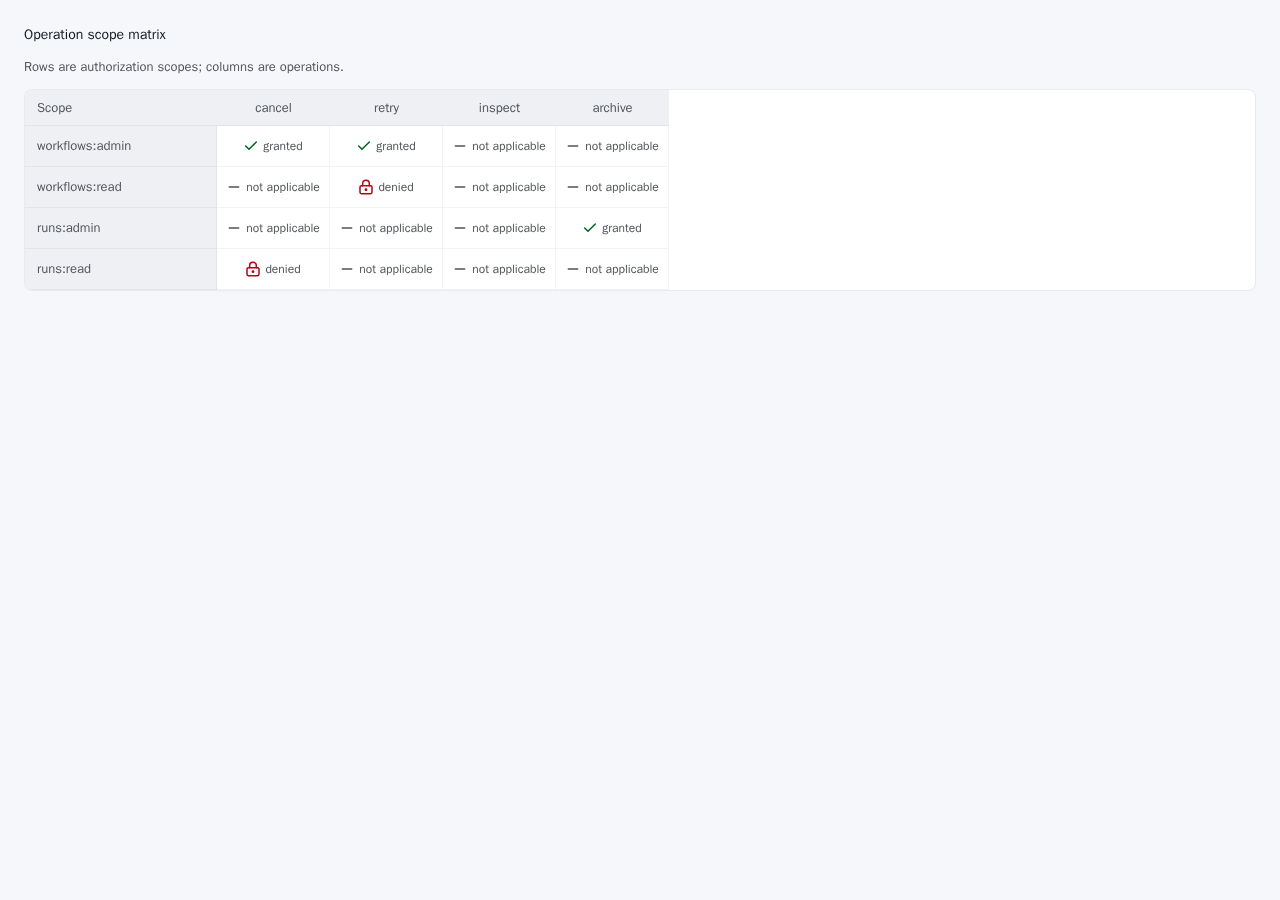 Operation scope matrix
Rows are authorization scopes; columns are operations.
Scope cancel retry inspect archive
workflows:admin granted granted not applicable not applicable
workflows:read not applicable denied not applicable not applicable
runs:admin not applicable not applicable not applicable granted
runs:read denied not applicable not applicable not applicable